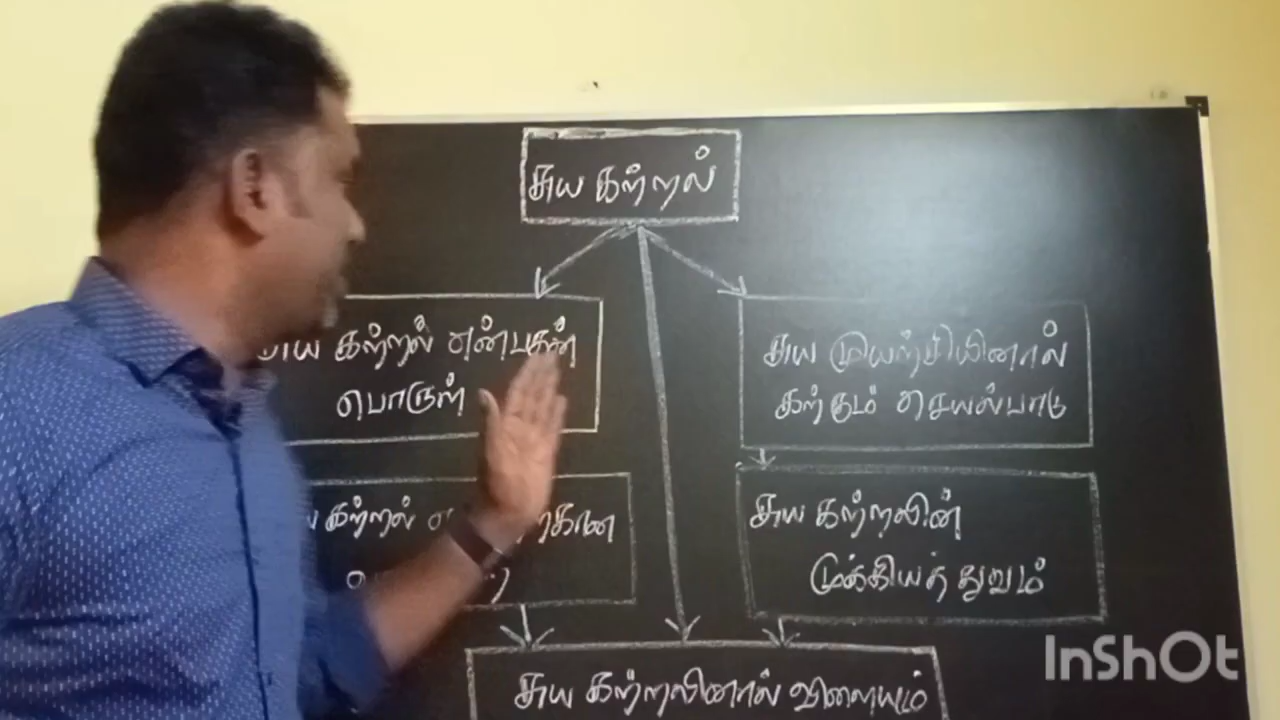 சுய கற்றல்
சுய கற்றல் என்பதன்
பொருள்
சுய முயற்சியினால்
கற்கும் செயல்பாடு
கற்றல்
சுய கற்றலின்
முக்கியத்துவம்
சுய கற்றலினால் விளையும்
InShOt